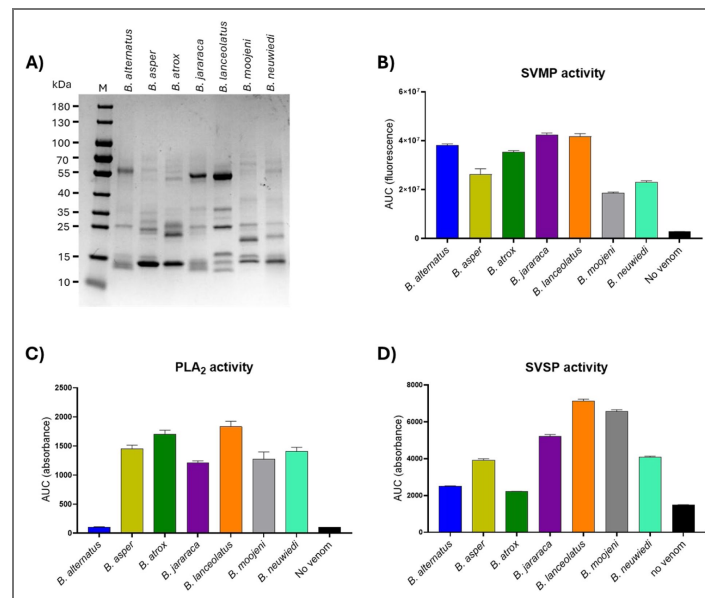 A)
B. alternatus
B. asper
B. atrox
B. jararaca
B. lanceolatus
B. moojeni
B. neuwiedi
kDa
M
180
130
100
70
55
40
35
25
15
10
B)
SVMP activity
AUC (fluorescence)
6×10⁷
4×10⁷
2×10⁷
0
B. alternatus
B. asper
B. atrox
B. jararaca
B. lanceolatus
B. moojeni
B. neuwiedi
No venom
C)
PLA₂ activity
AUC (absorbance)
2500
2000
1500
1000
500
0
B. alternatus
B. asper
B. atrox
B. jararaca
B. lanceolatus
B. moojeni
B. neuwiedi
No venom
D)
SVSP activity
AUC (absorbance)
8000
6000
4000
2000
0
B. alternatus
B. asper
B. atrox
B. jararaca
B. lanceolatus
B. moojeni
B. neuwiedi
no venom